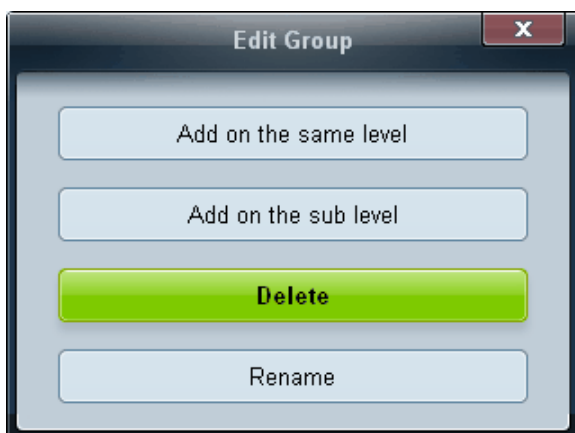 Edit Group
x
Add on the same level
Add on the sub level
Delete
Rename